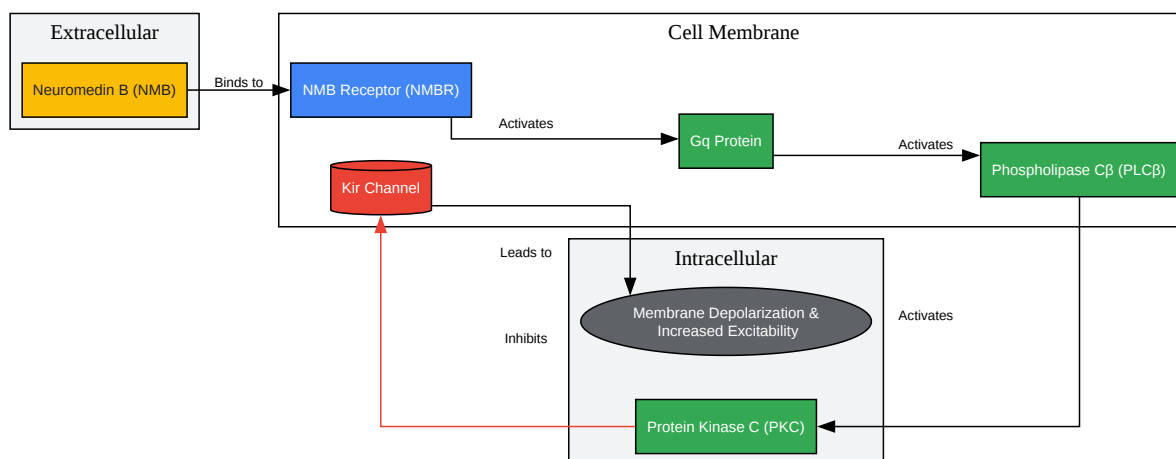 Extracellular
Cell Membrane
Neuromedin B (NMB)
Binds to
NMB Receptor (NMBR)
Activates
Gq Protein
Activates
Phospholipase Cβ (PLCβ)
Kir Channel
Leads to
Intracellular
Membrane Depolarization &
Increased Excitability
Activates
Inhibits
Protein Kinase C (PKC)